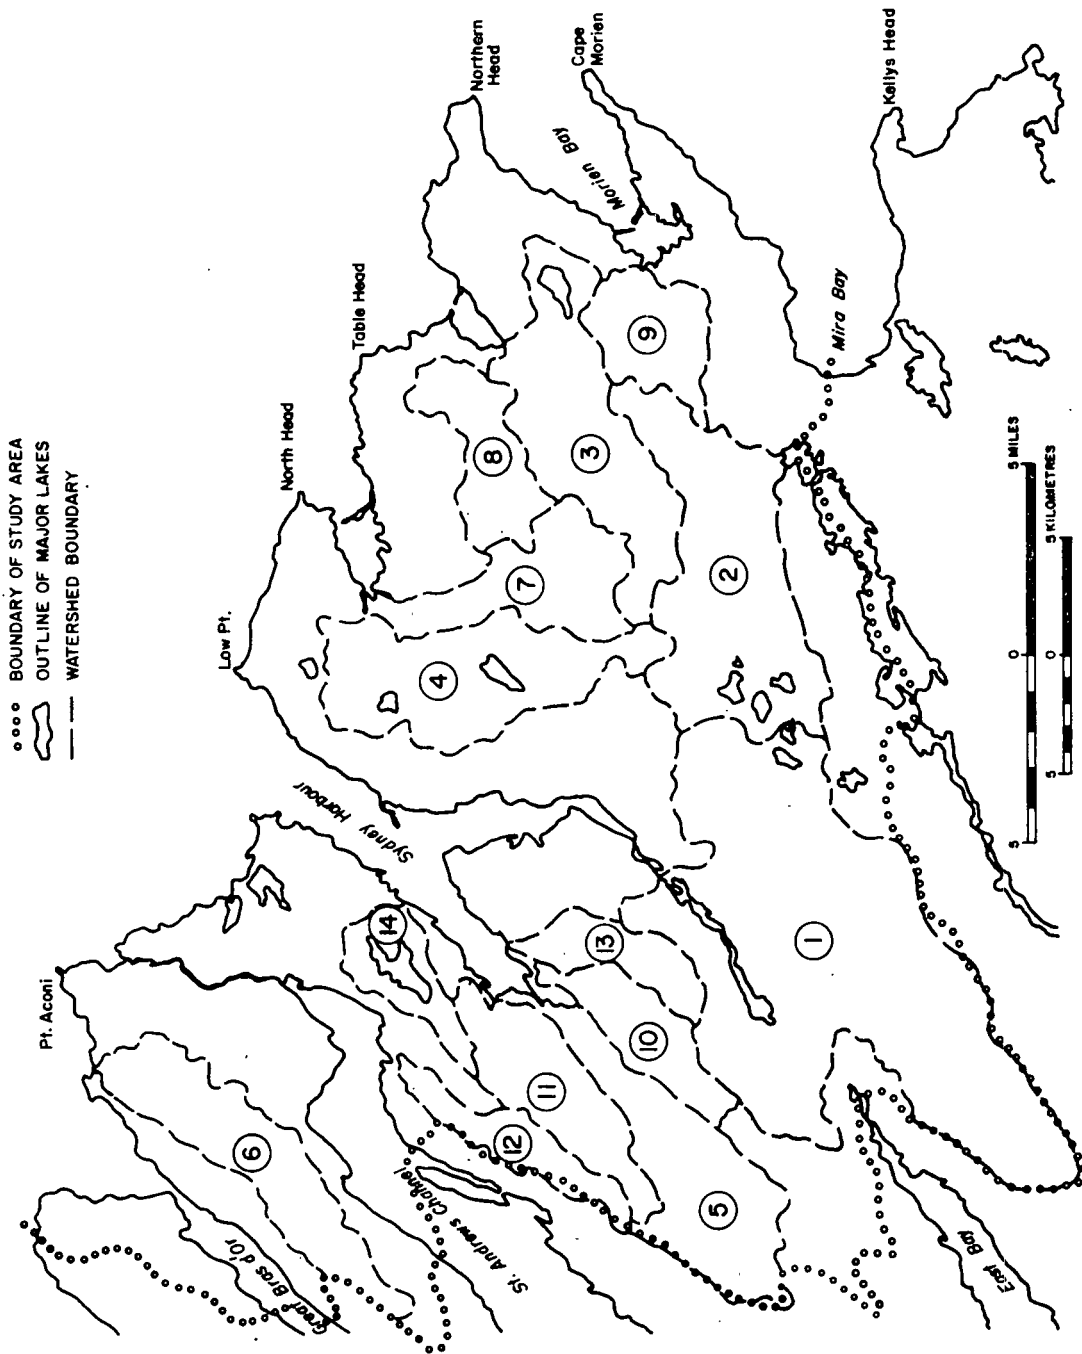 BOUNDARY OF STUDY AREA
OUTLINE OF MAJOR LAKES
WATERSHED BOUNDARY
Pt. Aconi
Low Pt.
North Head
Table Head
Northern
Head
Cape
Morien
Kellys Head
Morien Bay
Mira Bay
Sydney Harbour
Great Bras d'Or
St. Andrews Channel
East Bay
6
14
4
8
7
3
9
2
13
10
11
12
5
1
5 0 5 MILES
5 0 5 KILOMETRES